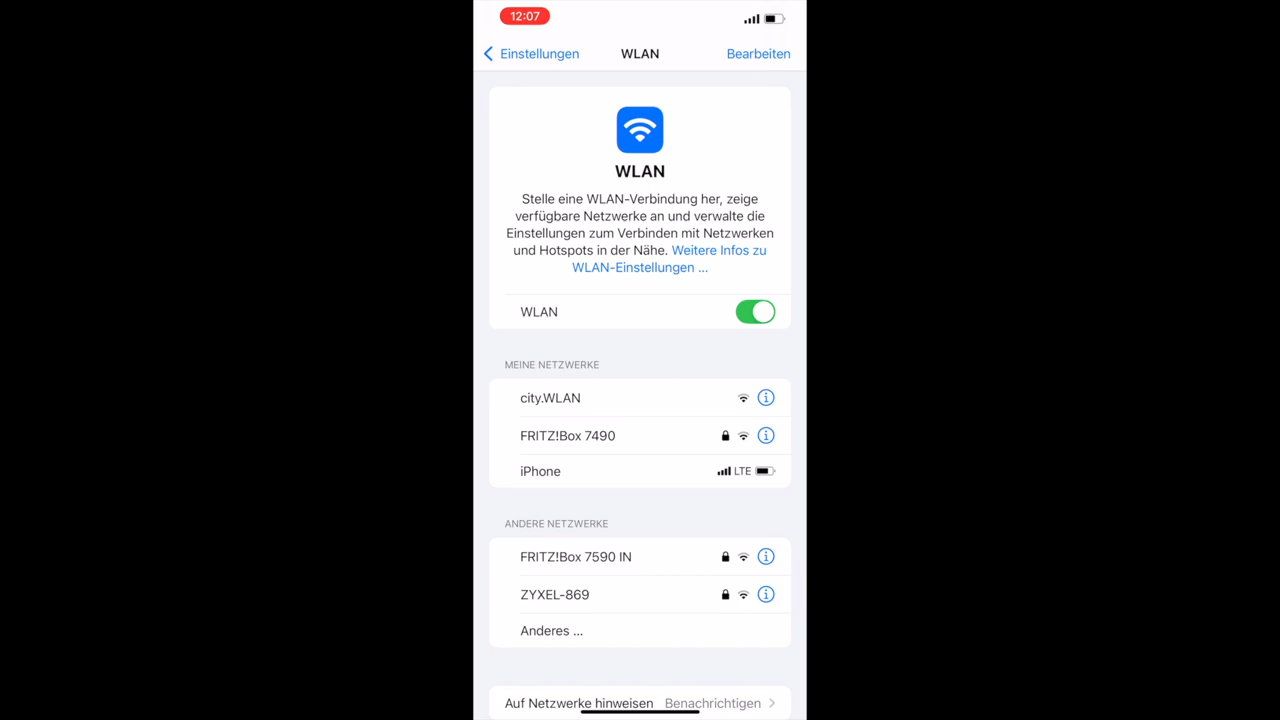 12:07
Einstellungen WLAN Bearbeiten
WLAN
Stelle eine WLAN-Verbindung her, zeige
verfügbare Netzwerke an und verwalte die
Einstellungen zum Verbinden mit Netzwerken
und Hotspots in der Nähe. Weitere Infos zu
WLAN-Einstellungen ...
WLAN
MEINE NETZWERKE
city.WLAN
FRITZ!Box 7490
iPhone LTE
ANDERE NETZWERKE
FRITZ!Box 7590 IN
ZYXEL-869
Anderes ...
Auf Netzwerke hinweisen Benachrichtigen